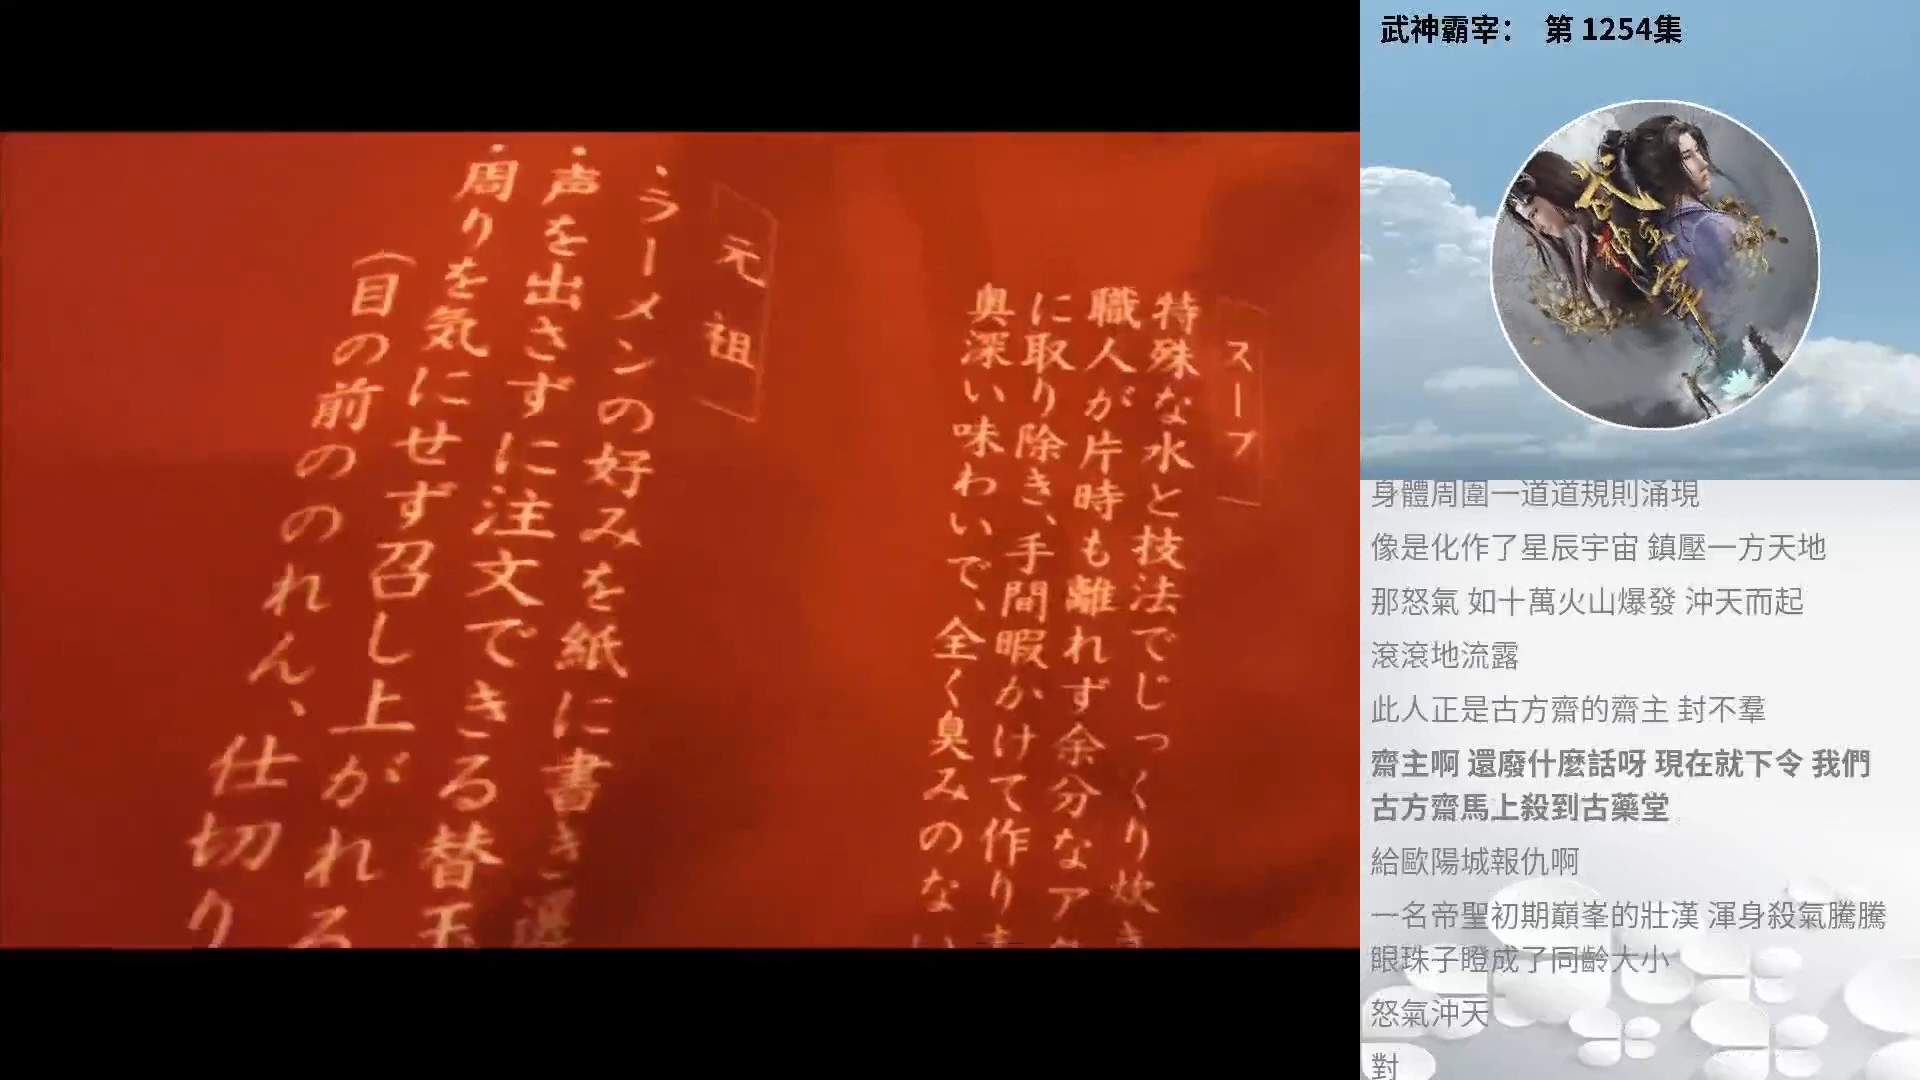 スープ
特殊な水と技法でじっくり炊き
職人が片時も離れず余分なア
に取り除き、手間暇かけて作り
奥深い味わいで、全く臭みのない
元祖
・ラーメンの好みを紙に書き
・声を出さずに注文できる替玉
・周りを気にせず召し上がれる
(目の前ののれん、仕切り
武神霸宰： 第 1254集
身體周圍一道道規則涌現
像是化作了星辰宇宙 鎮壓一方天地
那怒氣 如十萬火山爆發 沖天而起
滾滾地流露
此人正是古方齋的齋主 封不羣
齋主啊 還廢什麼話呀 現在就下令 我們
古方齋馬上殺到古藥堂
給歐陽城報仇啊
一名帝聖初期巔峯的壯漢 渾身殺氣騰騰
眼珠子瞪成了同齡大小
怒氣沖天
對